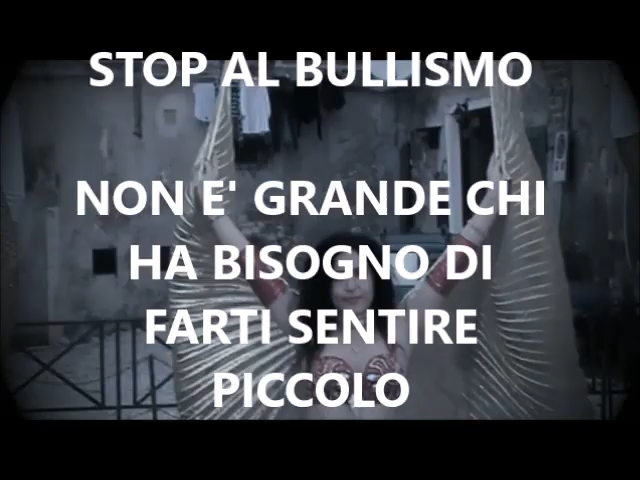 STOP AL BULLISMO
NON E' GRANDE CHI
HA BISOGNO DI
FARTI SENTIRE
PICCOLO